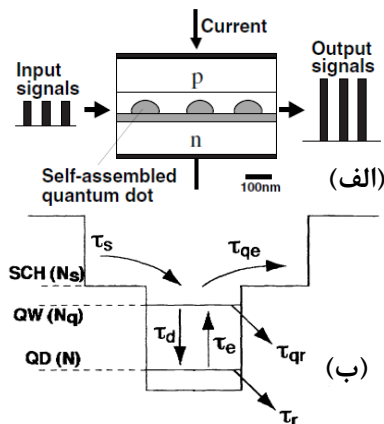 Current
Input signals
Output signals
p
n
Self-assembled quantum dot
100nm
(الف)
τs
τqe
SCH (Ns)
QW (Nq)
τd
τe
τqr
QD (N)
τr
(ب)